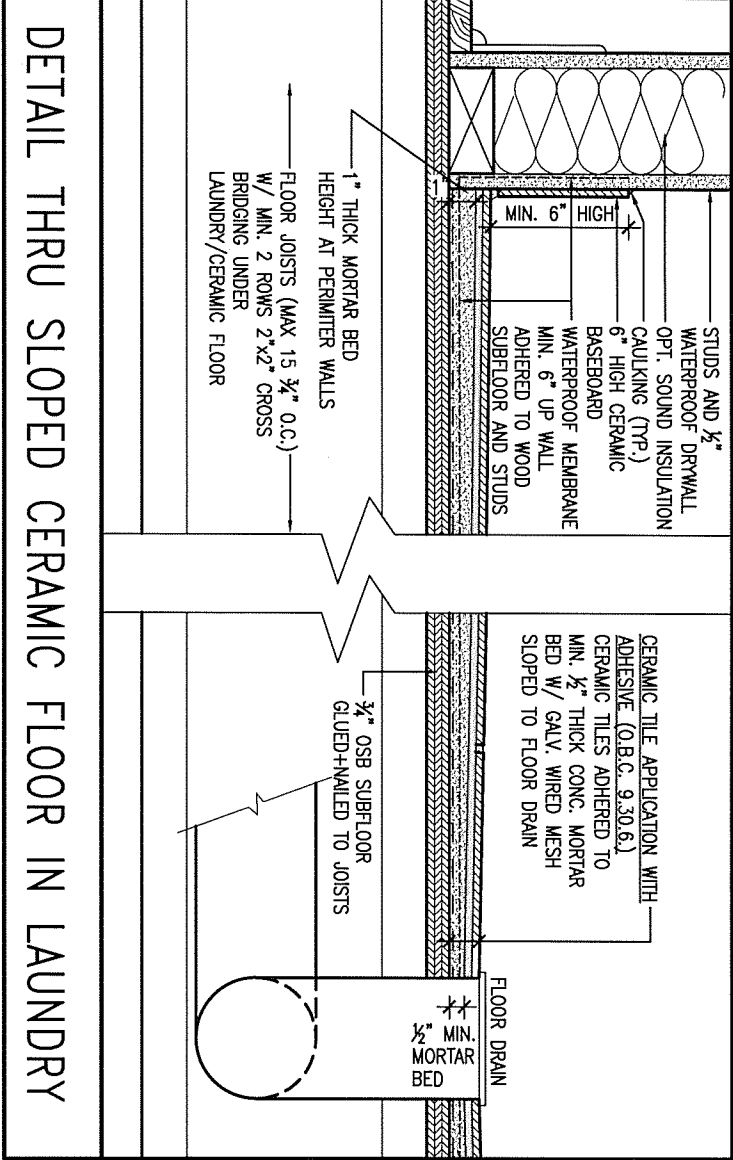 STUDS AND ½"
WATERPROOF DRYWALL
OPT. SOUND INSULATION
CAULKING (TYP.)
6" HIGH CERAMIC
BASEBOARD
WATERPROOF MEMBRANE
MIN. 6" UP WALL
ADHERED TO WOOD
SUBFLOOR AND STUDS
MIN. 6" HIGH
1"
1" THICK MORTAR BED
HEIGHT AT PERIMITER WALLS
FLOOR JOISTS (MAX 15 ¾" O.C.)
W/ MIN. 2 ROWS 2"x2" CROSS
BRIDGING UNDER
LAUNDRY/CERAMIC FLOOR
CERAMIC TILE APPLICATION WITH
ADHESIVE (O.B.C. 9.30.6.)
CERAMIC TILES ADHERED TO
MIN. ½" THICK CONC. MORTAR
BED W/ GALV. WIRED MESH
SLOPED TO FLOOR DRAIN
¾" OSB SUBFLOOR
GLUED+NAILED TO JOISTS
FLOOR DRAIN
½" MIN.
MORTAR
BED
DETAIL THRU SLOPED CERAMIC FLOOR IN LAUNDRY